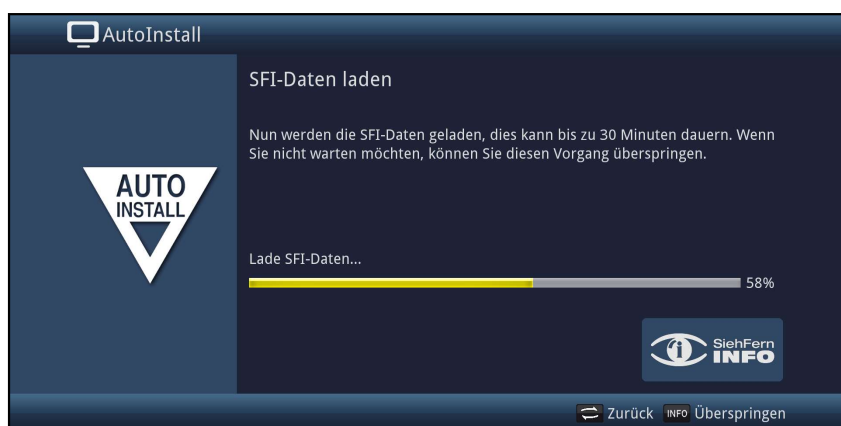 AutoInstall
SFI-Daten laden
Nun werden die SFI-Daten geladen, dies kann bis zu 30 Minuten dauern. Wenn
Sie nicht warten möchten, können Sie diesen Vorgang überspringen.
AUTO
INSTALL
Lade SFI-Daten...
58%
SiehFern
INFO
Zurück INFO Überspringen